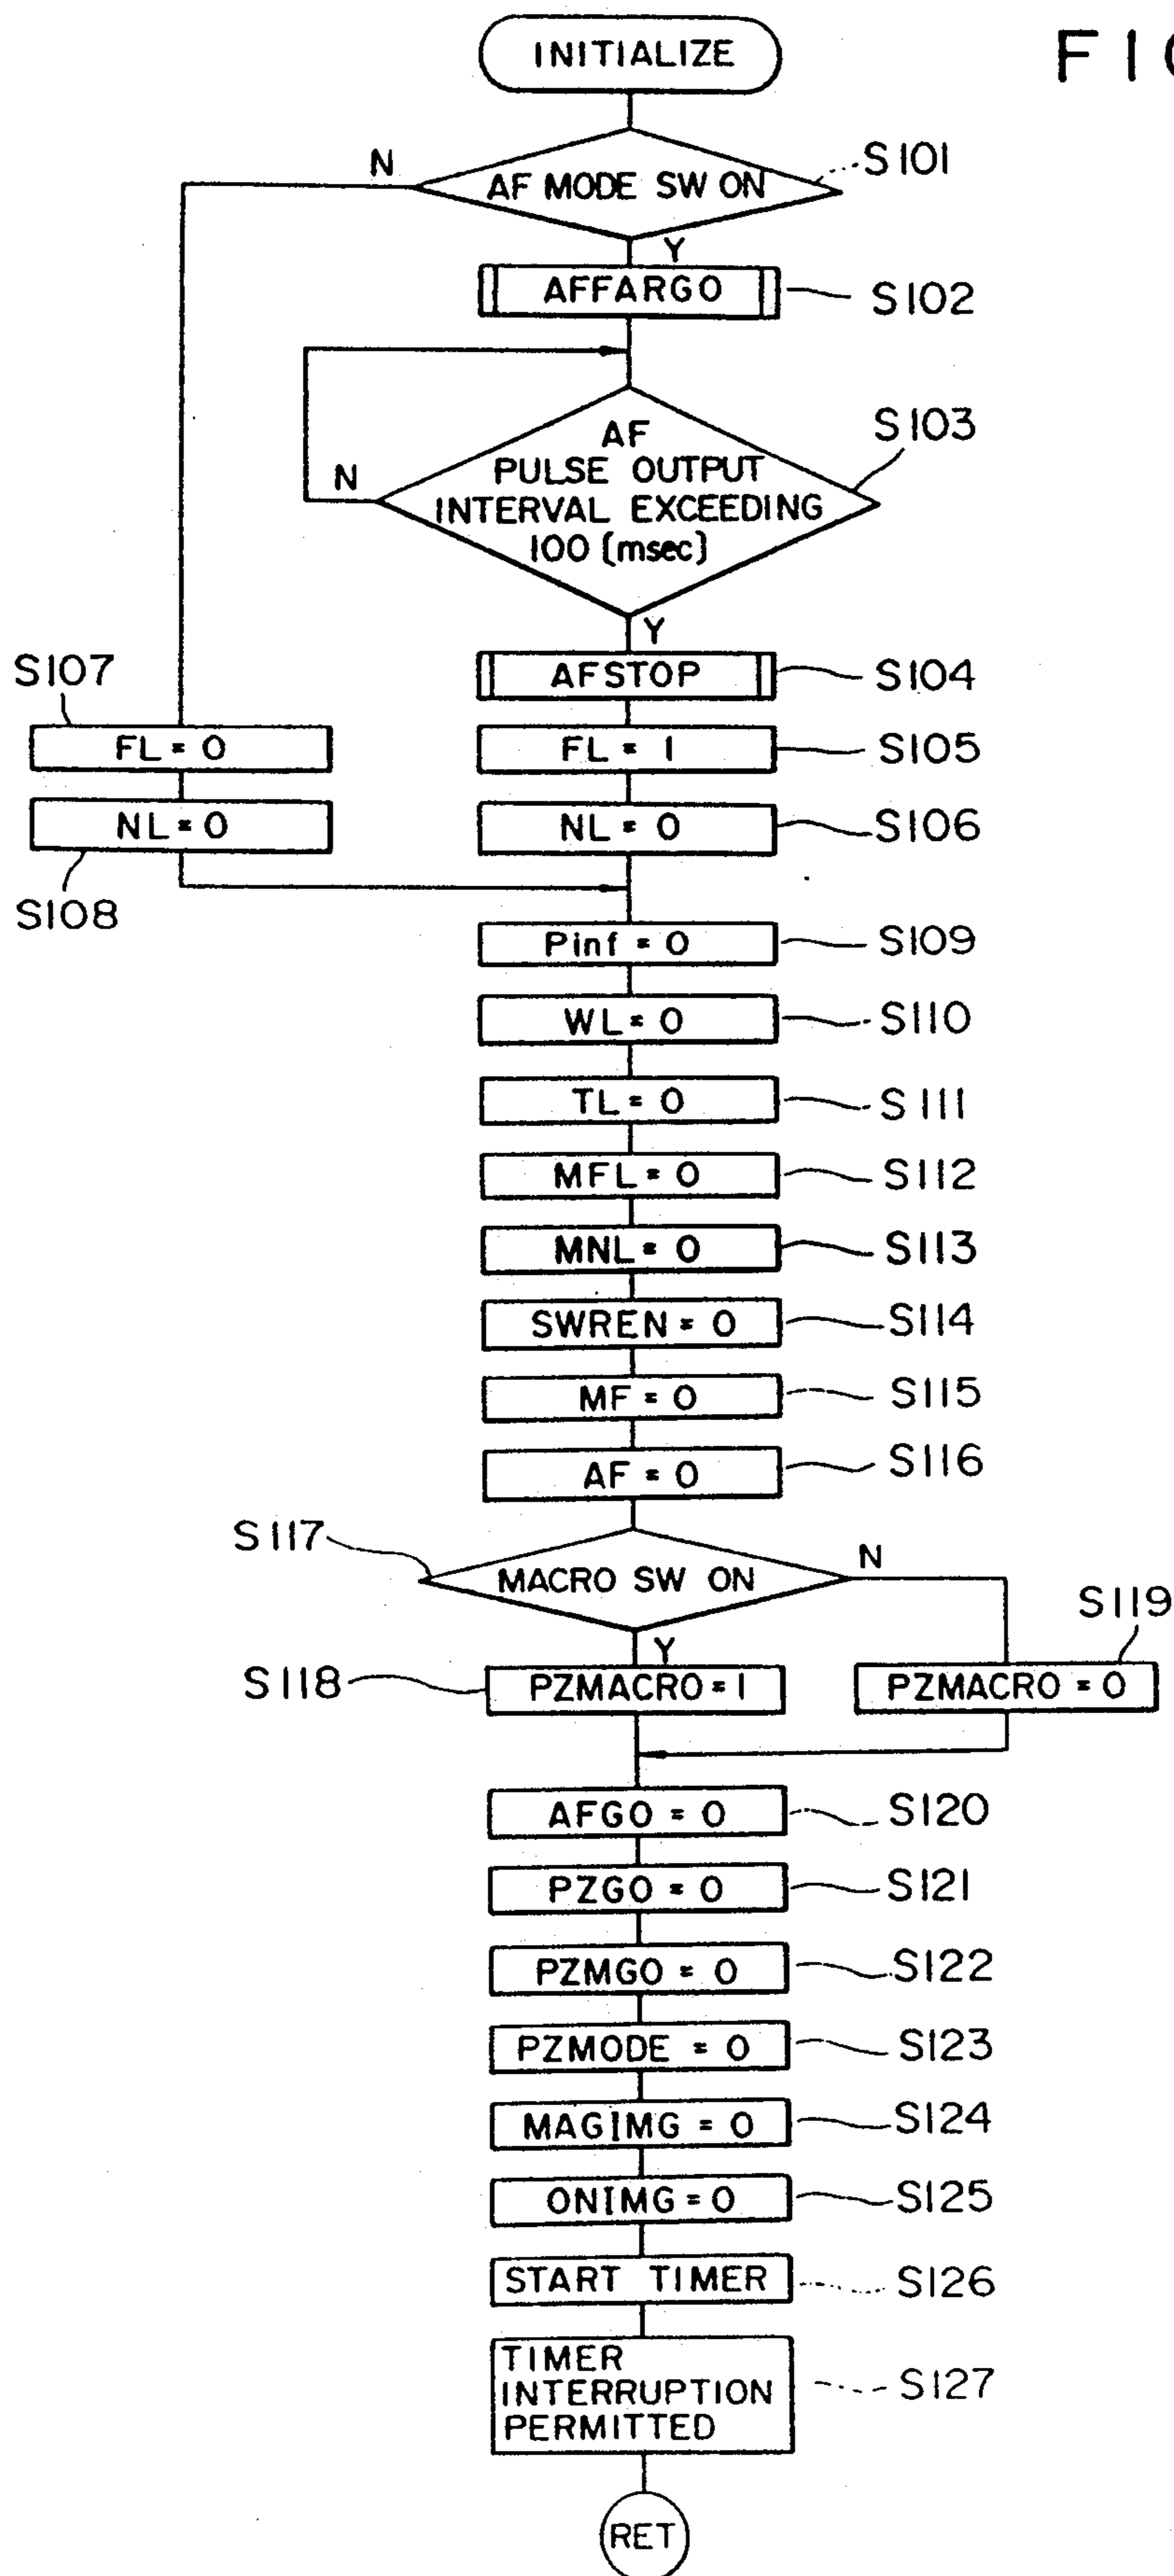 FIG
INITIALIZE
N
AF MODE SW ON
S101
Y
AFFARGO
S102
AF
PULSE OUTPUT
INTERVAL EXCEEDING
100 (msec)
N
S103
Y
AFSTOP
S104
S107
FL = 0
FL = 1
S105
NL = 0
NL = 0
S106
S108
Pinf = 0
S109
WL = 0
S110
TL = 0
S111
MFL = 0
S112
MNL = 0
S113
SWREN = 0
S114
MF = 0
S115
AF = 0
S116
S117
MACRO SW ON
N
Y
S119
S118
PZMACRO = 1
PZMACRO = 0
AFGO = 0
S120
PZGO = 0
S121
PZMGO = 0
S122
PZMODE = 0
S123
MAGIMG = 0
S124
ONIMG = 0
S125
START TIMER
S126
TIMER
INTERRUPTION
PERMITTED
S127
RET